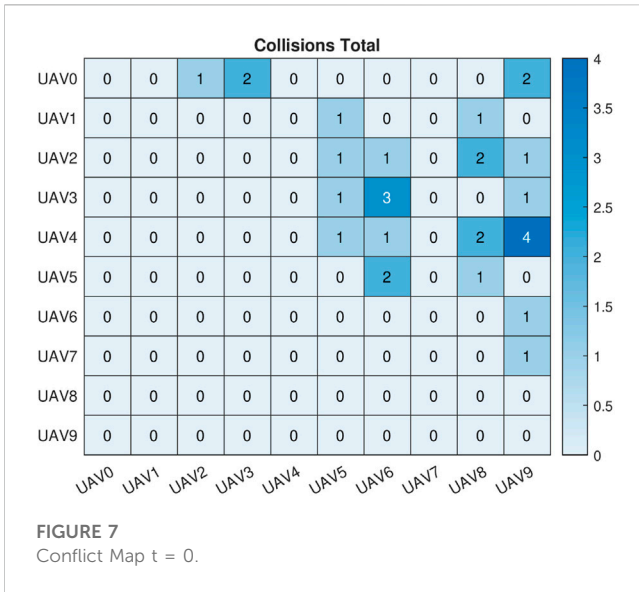 Collisions Total
UAV0 0 0 1 2 0 0 0 0 0 2
UAV1 0 0 0 0 0 1 0 0 1 0
UAV2 0 0 0 0 0 1 1 0 2 1
UAV3 0 0 0 0 0 1 3 0 0 1
UAV4 0 0 0 0 0 1 1 0 2 4
UAV5 0 0 0 0 0 0 2 0 1 0
UAV6 0 0 0 0 0 0 0 0 0 1
UAV7 0 0 0 0 0 0 0 0 0 1
UAV8 0 0 0 0 0 0 0 0 0 0
UAV9 0 0 0 0 0 0 0 0 0 0
UAV0 UAV1 UAV2 UAV3 UAV4 UAV5 UAV6 UAV7 UAV8 UAV9
4
3.5
3
2.5
2
1.5
1
0.5
0
FIGURE 7
Conflict Map t = 0.